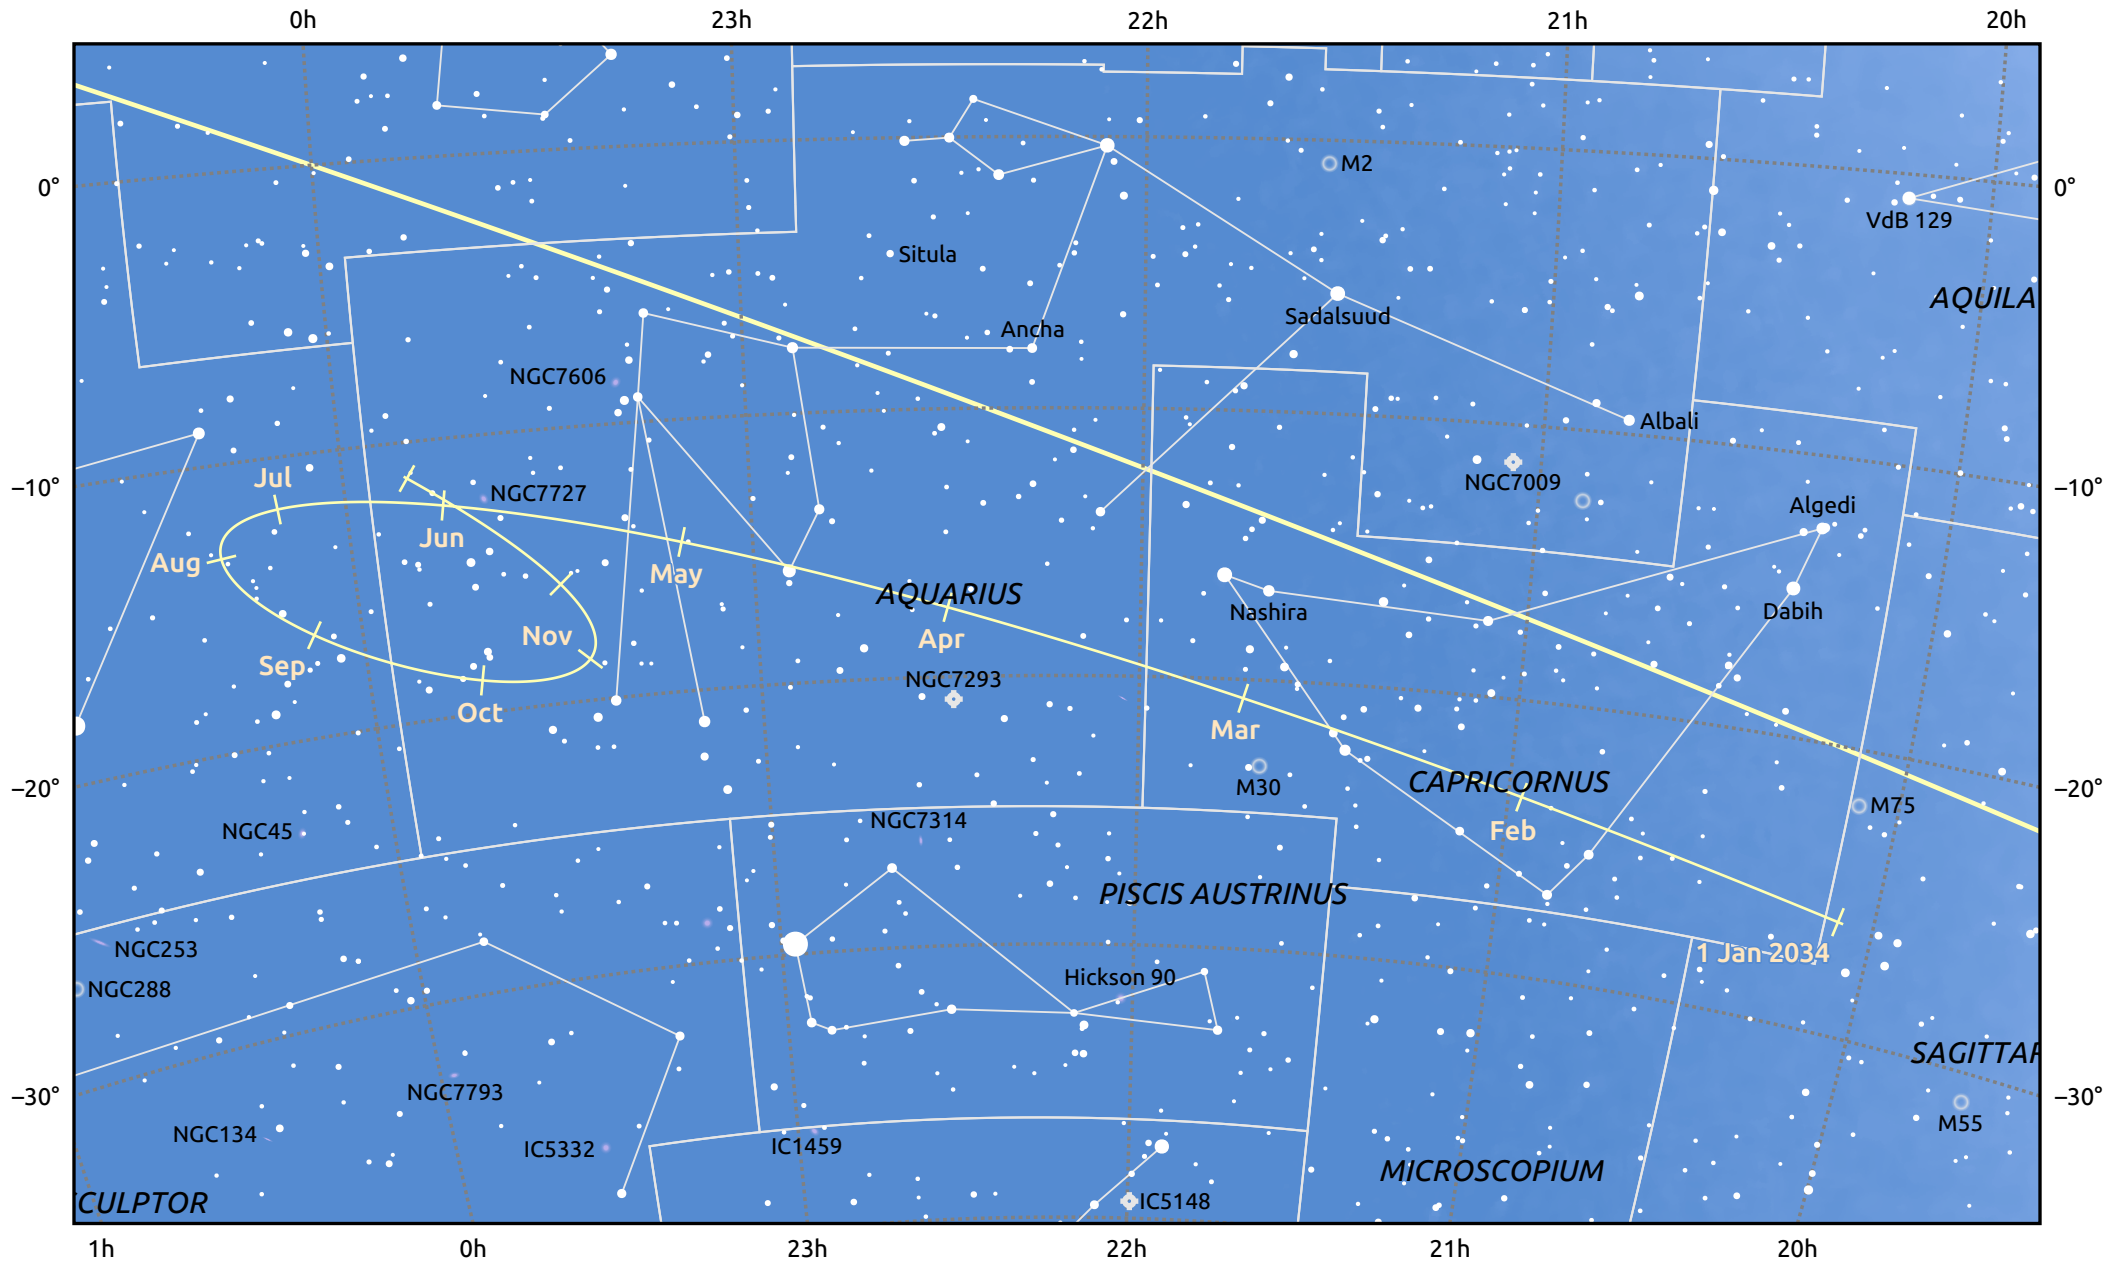 0h 23h 22h 21h 20h
M2
0° 0°
VdB 129
Situla
AQUILA
Sadalsuud
Ancha
NGC7606
Albali
Jul
NGC7009
−10° NGC7727 −10°
Algedi
Jun
Aug
May
AQUARIUS
Nashira Dabih
Nov
Apr
Sep
NGC7293
Oct
Mar
CAPRICORNUS
−20° M30 −20°
M75
NGC7314
NGC45 Feb
PISCIS AUSTRINUS
NGC253 1 Jan 2034
Hickson 90
NGC288
SAGITTAR
NGC7793
−30° −30°
M55
NGC134
IC5332 IC1459
MICROSCOPIUM
CULPTOR IC5148
1h 0h 23h 22h 21h 20h